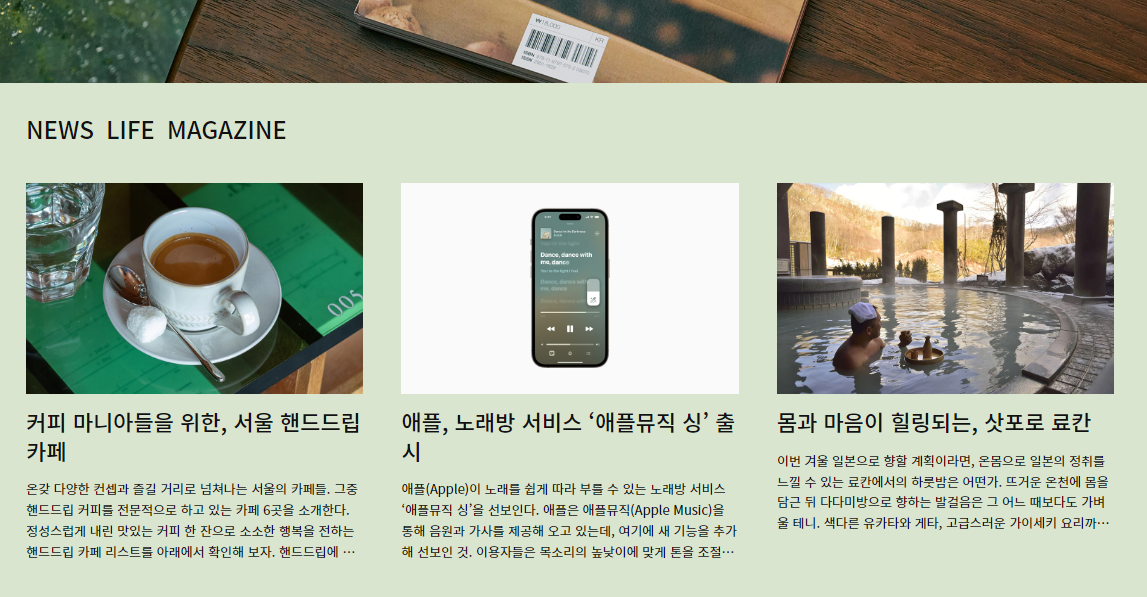 ₩18,000
KR
ISBN
ISSN
NEWS LIFE MAGAZINE
005
Dance, dance with
me, dance
커피 마니아들을 위한, 서울 핸드드립
카페
온갖 다양한 컨셉과 즐길 거리로 넘쳐나는 서울의 카페들. 그중
핸드드립 커피를 전문적으로 하고 있는 카페 6곳을 소개한다.
정성스럽게 내린 맛있는 커피 한 잔으로 소소한 행복을 전하는
핸드드립 카페 리스트를 아래에서 확인해 보자. 핸드드립에 …
애플, 노래방 서비스 ‘애플뮤직 싱’ 출
시
애플(Apple)이 노래를 쉽게 따라 부를 수 있는 노래방 서비스
‘애플뮤직 싱’을 선보인다. 애플은 애플뮤직(Apple Music)을
통해 음원과 가사를 제공해 오고 있는데, 여기에 새 기능을 추가
해 선보인 것. 이용자들은 목소리의 높낮이에 맞게 톤을 조절…
몸과 마음이 힐링되는, 삿포로 료칸
이번 겨울 일본으로 향할 계획이라면, 온몸으로 일본의 정취를
느낄 수 있는 료칸에서의 하룻밤은 어떤가. 뜨거운 온천에 몸을
담근 뒤 다다미방으로 향하는 발걸음은 그 어느 때보다도 가벼
울 테니. 색다른 유카타와 게타, 고급스러운 가이세키 요리까…